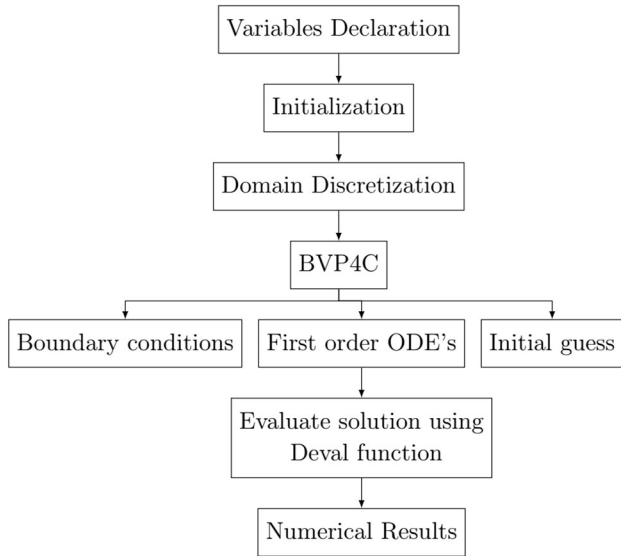 Variables Declaration
Initialization
Domain Discretization
BVP4C
Boundary conditions
First order ODE's
Initial guess
Evaluate solution using
Deval function
Numerical Results